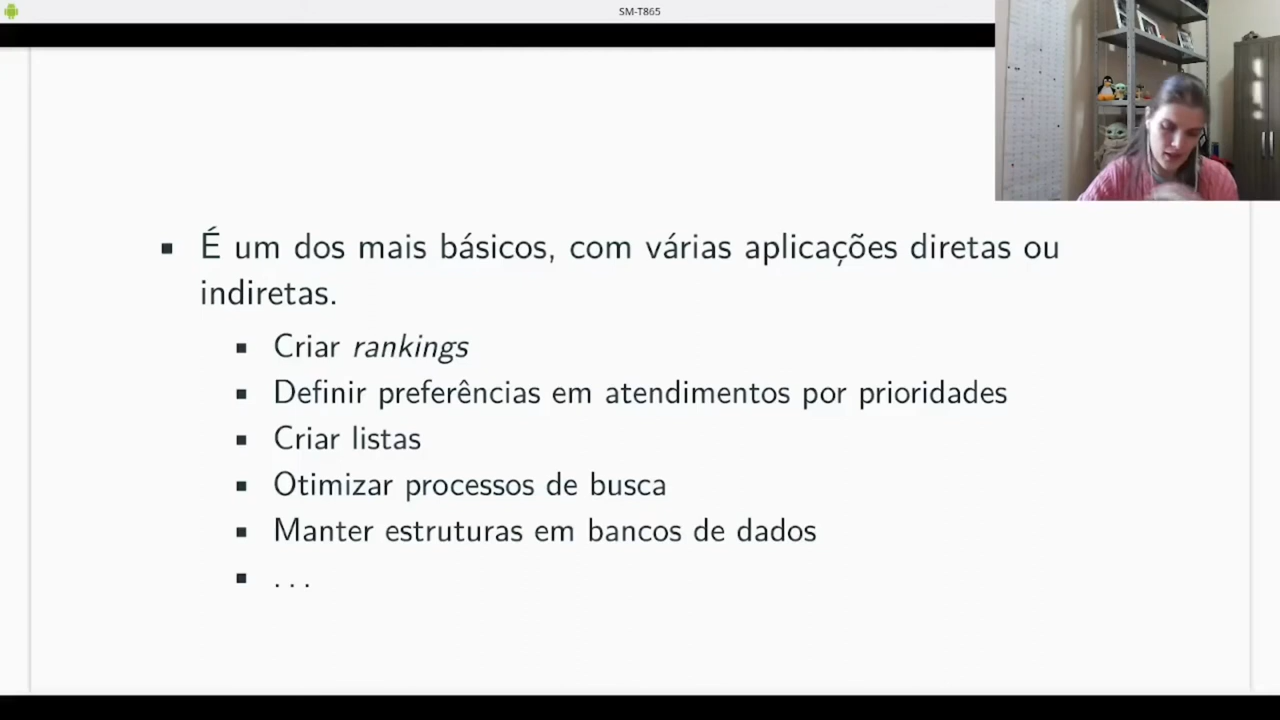 SM-T865
▪ É um dos mais básicos, com várias aplicações diretas ou
indiretas.
▪ Criar rankings
▪ Definir preferências em atendimentos por prioridades
▪ Criar listas
▪ Otimizar processos de busca
▪ Manter estruturas em bancos de dados
▪ . . .